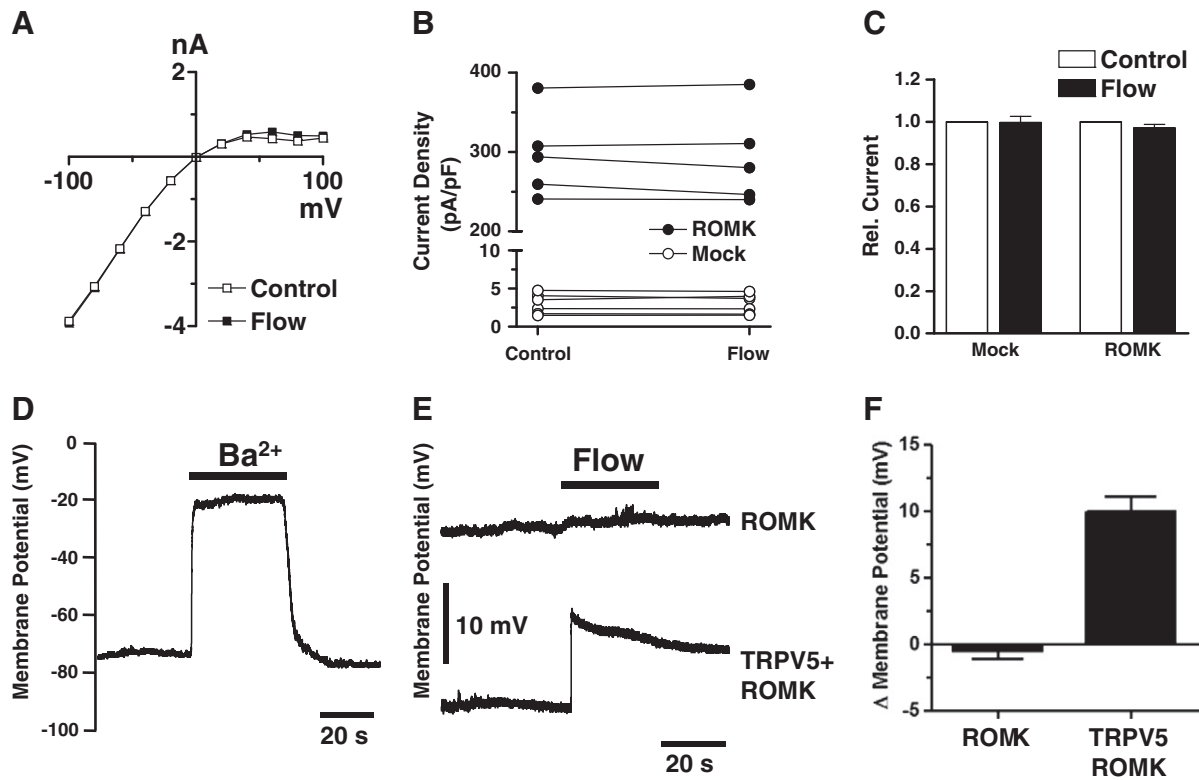 A
nA
2
-100
100
mV
-2
-4
Control
Flow
B
Current Density
(pA/pF)
400
300
200
10
5
0
ROMK
Mock
Control
Flow
C
Control
Flow
Rel. Current
1.2
1.0
0.8
0.6
0.4
0.2
0.0
Mock
ROMK
D
Membrane Potential (mV)
0
-20
-40
-60
-80
-100
Ba2+
20 s
E
Membrane Potential (mV)
Flow
ROMK
10 mV
TRPV5+
ROMK
20 s
F
Δ Membrane Potential (mV)
15
10
5
0
-5
ROMK
TRPV5
ROMK